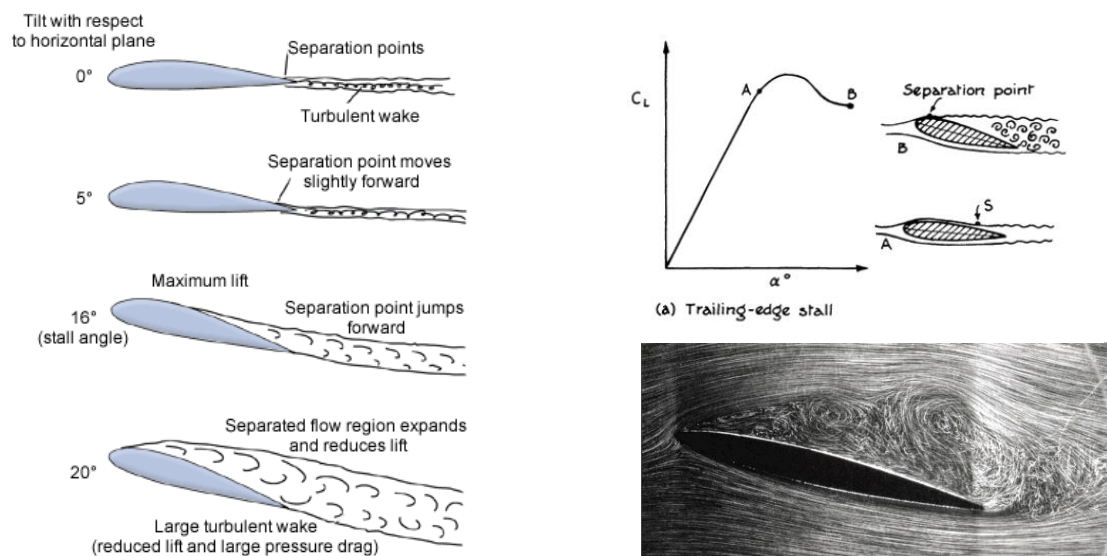 Tilt with respect
to horizontal plane
0°
Separation points
Turbulent wake
5°
Separation point moves
slightly forward
Maximum lift
16°
(stall angle)
Separation point jumps
forward
Separated flow region expands
and reduces lift
20°
Large turbulent wake
(reduced lift and large pressure drag)
C_L
A
B
α°
Separation point
B
S
A
(a) Trailing-edge stall